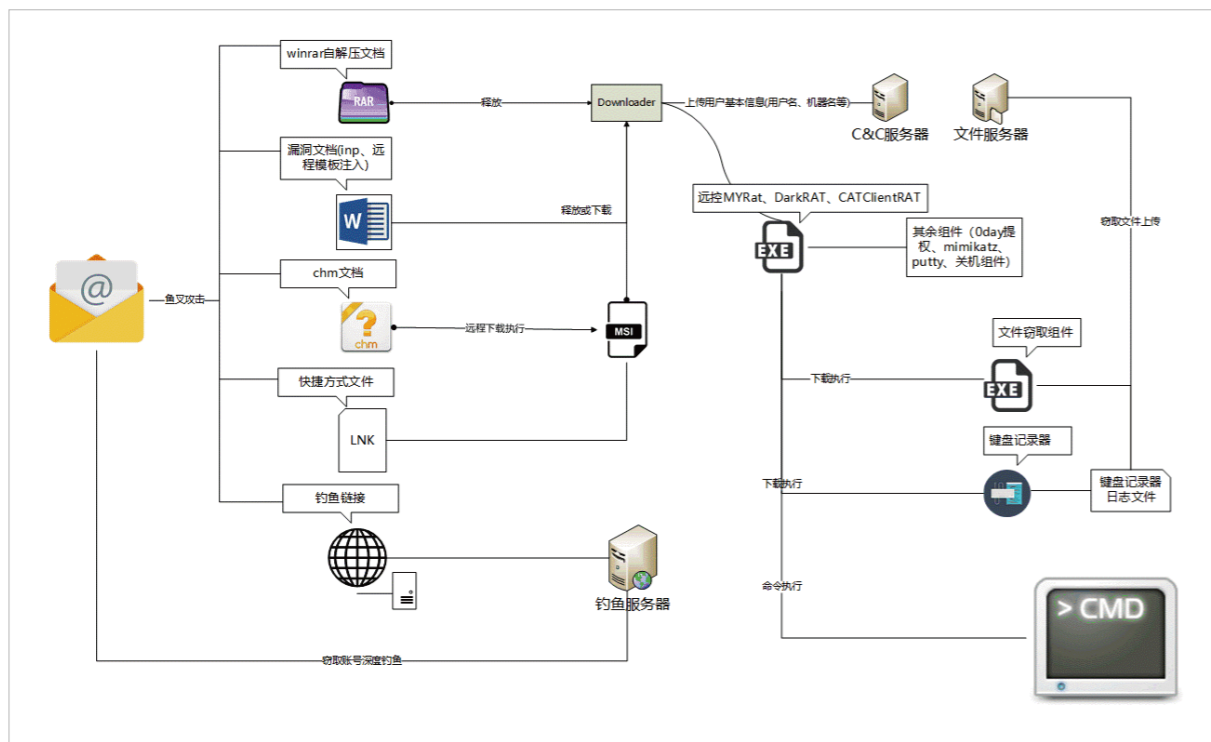 winrar自解压文档
RAR
释放
Downloader
上传用户基本信息(用户名、机器名等)
C&C服务器
文件服务器
漏洞文档(inp、远
程模板注入)
W
释放或下载
远控MYRat、DarkRAT、CATClientRAT
EXE
其余组件（0day提
权、mimikatz、
putty、关机组件）
窃取文件上传
@
鱼叉攻击
chm文档
?
chm
远程下载执行
MSI
文件窃取组件
EXE
下载执行
快捷方式文件
LNK
键盘记录器
下载执行
键盘记录器
日志文件
钓鱼链接
钓鱼服务器
命令执行
> CMD
窃取账号深度钓鱼